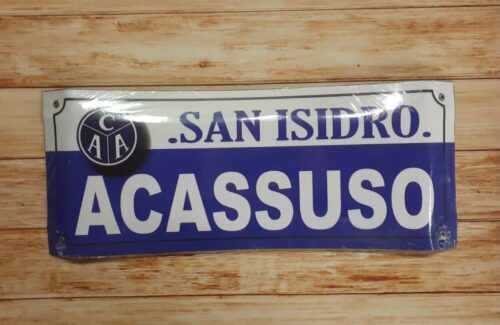 C
A A
.SAN ISIDRO.
ACASSUSO